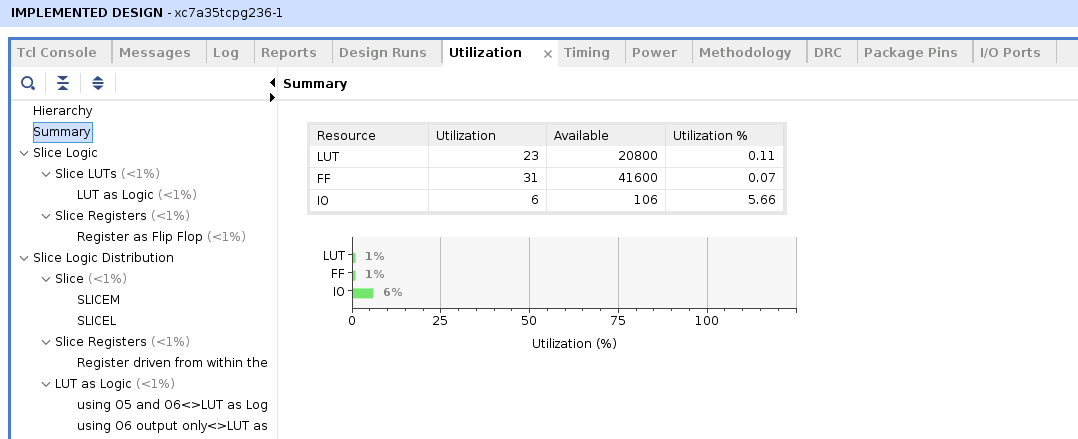 IMPLEMENTED DESIGN - xc7a35tcpg236-1
Tcl Console Messages Log Reports Design Runs Utilization × Timing Power Methodology DRC Package Pins I/O Ports
Summary
Hierarchy
Summary
Slice Logic
Slice LUTs (<1%)
LUT as Logic (<1%)
Slice Registers (<1%)
Register as Flip Flop (<1%)
Slice Logic Distribution
Slice (<1%)
SLICEM
SLICEL
Slice Registers (<1%)
Register driven from within the
LUT as Logic (<1%)
using O5 and O6<>LUT as Log
using O6 output only<>LUT as
Resource Utilization Available Utilization %
LUT 23 20800 0.11
FF 31 41600 0.07
IO 6 106 5.66
LUT 1%
FF 1%
IO 6%
0 25 50 75 100
Utilization (%)